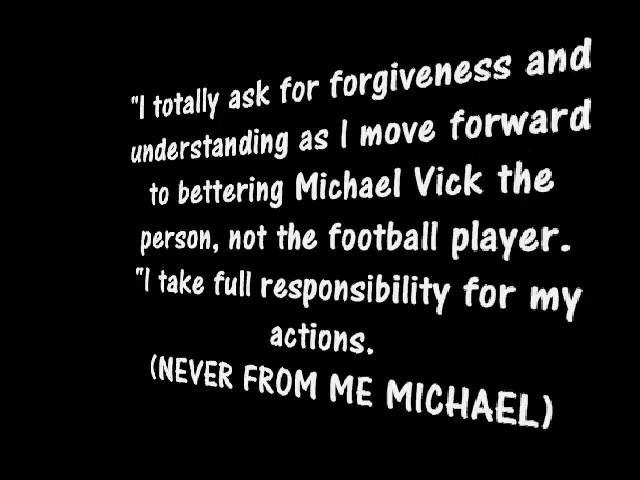 "I totally ask for forgiveness and
understanding as I move forward
to bettering Michael Vick the
person, not the football player.
"I take full responsibility for my
actions.
(NEVER FROM ME MICHAEL)